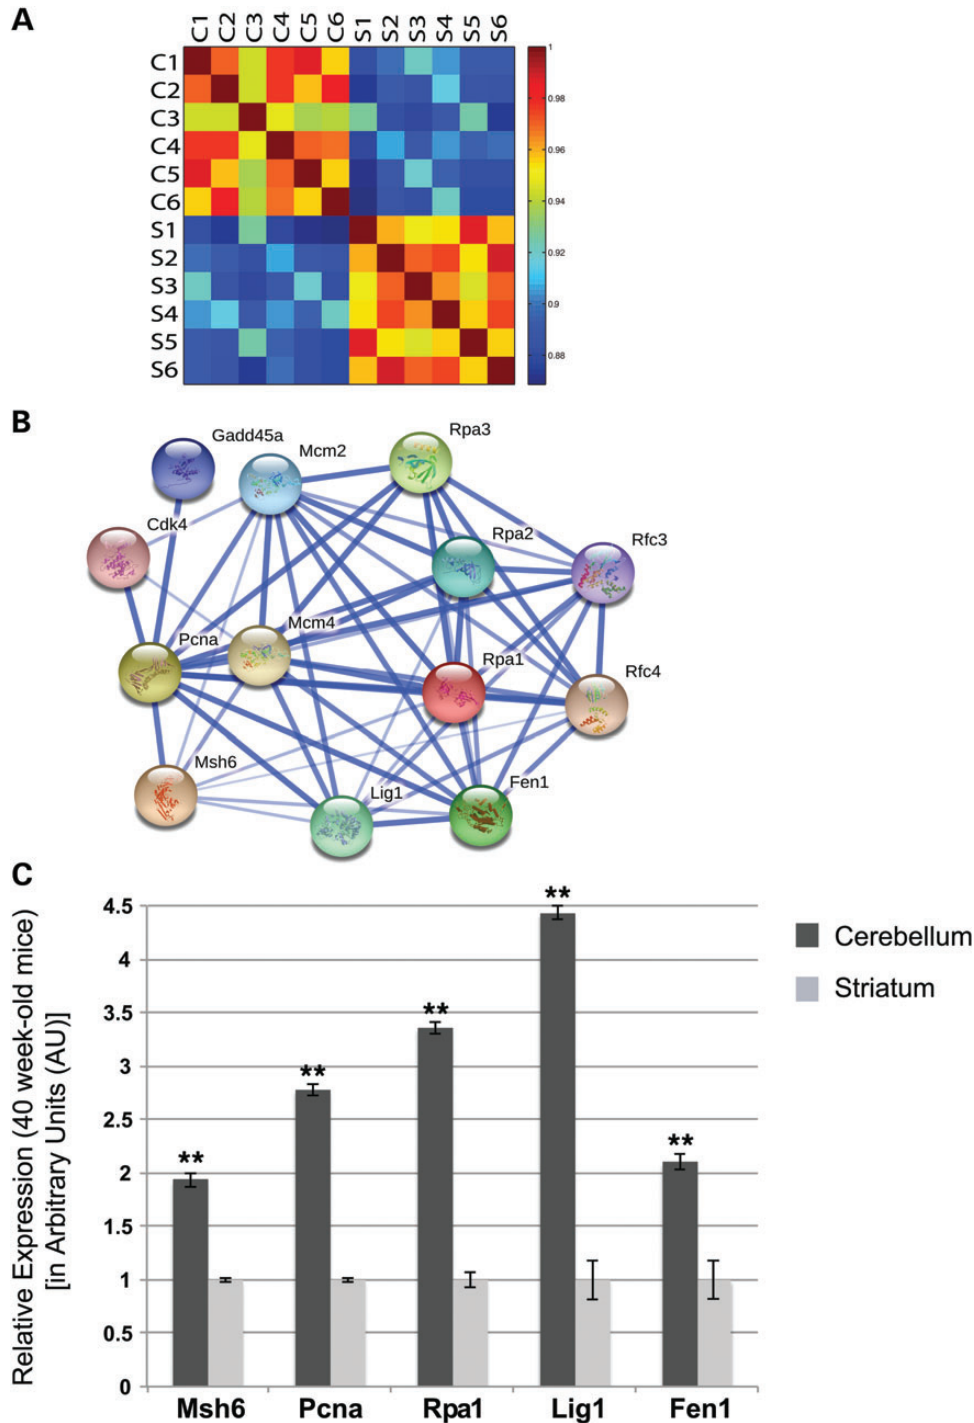 A
C1 C2 C3 C4 C5 C6 S1 S2 S3 S4 S5 S6
C1
C2
C3
C4
C5
C6
S1
S2
S3
S4
S5
S6
1
0.98
0.96
0.94
0.92
0.9
0.88
B
Gadd45a
Mcm2
Rpa3
Cdk4
Rpa2
Rfc3
Pcna
Mcm4
Rpa1
Rfc4
Msh6
Lig1
Fen1
C
Relative Expression (40 week-old mice)
[in Arbitrary Units (AU)]
4.5
4
3.5
3
2.5
2
1.5
1
0.5
0
**
**
**
**
**
Msh6 Pcna Rpa1 Lig1 Fen1
Cerebellum
Striatum